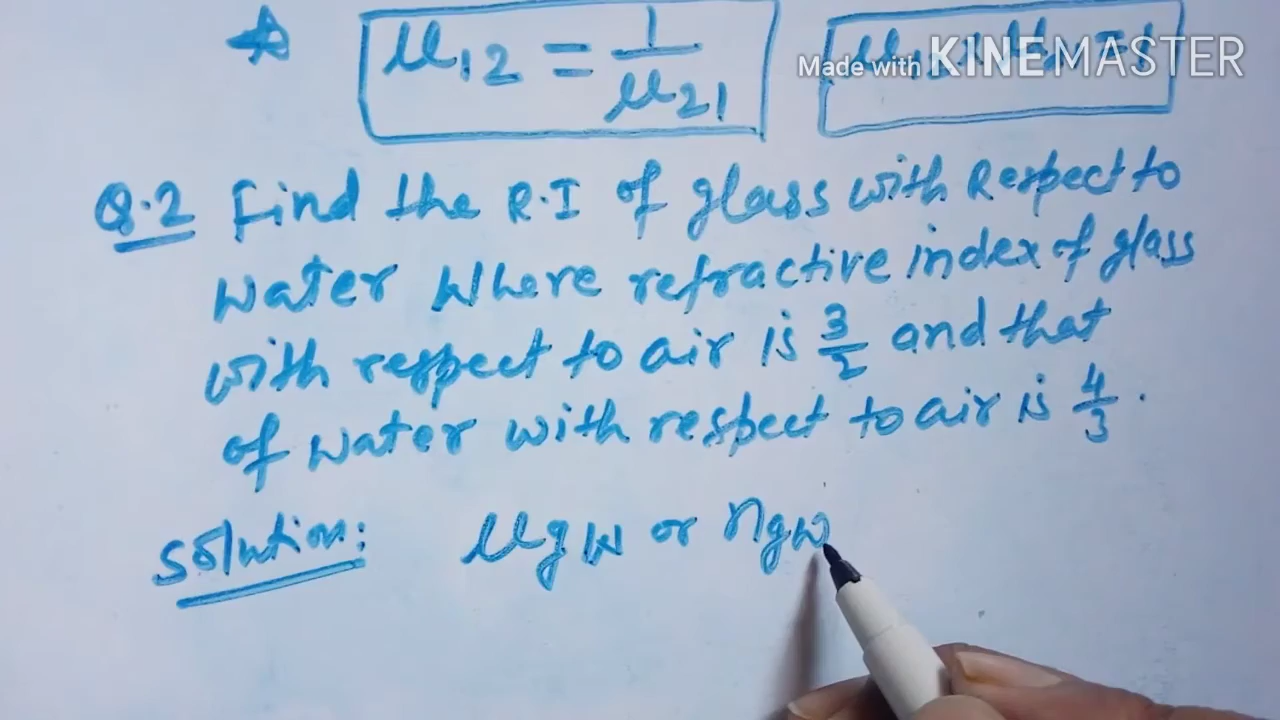 ☆ μ12 = 1/μ21
Made with KINEMASTER
Q.2 Find the R.I of glass with Respect to
water where refractive index of glass
with respect to air is 3/2 and that
of water with respect to air is 4/3.
Solution: μgw or ngw